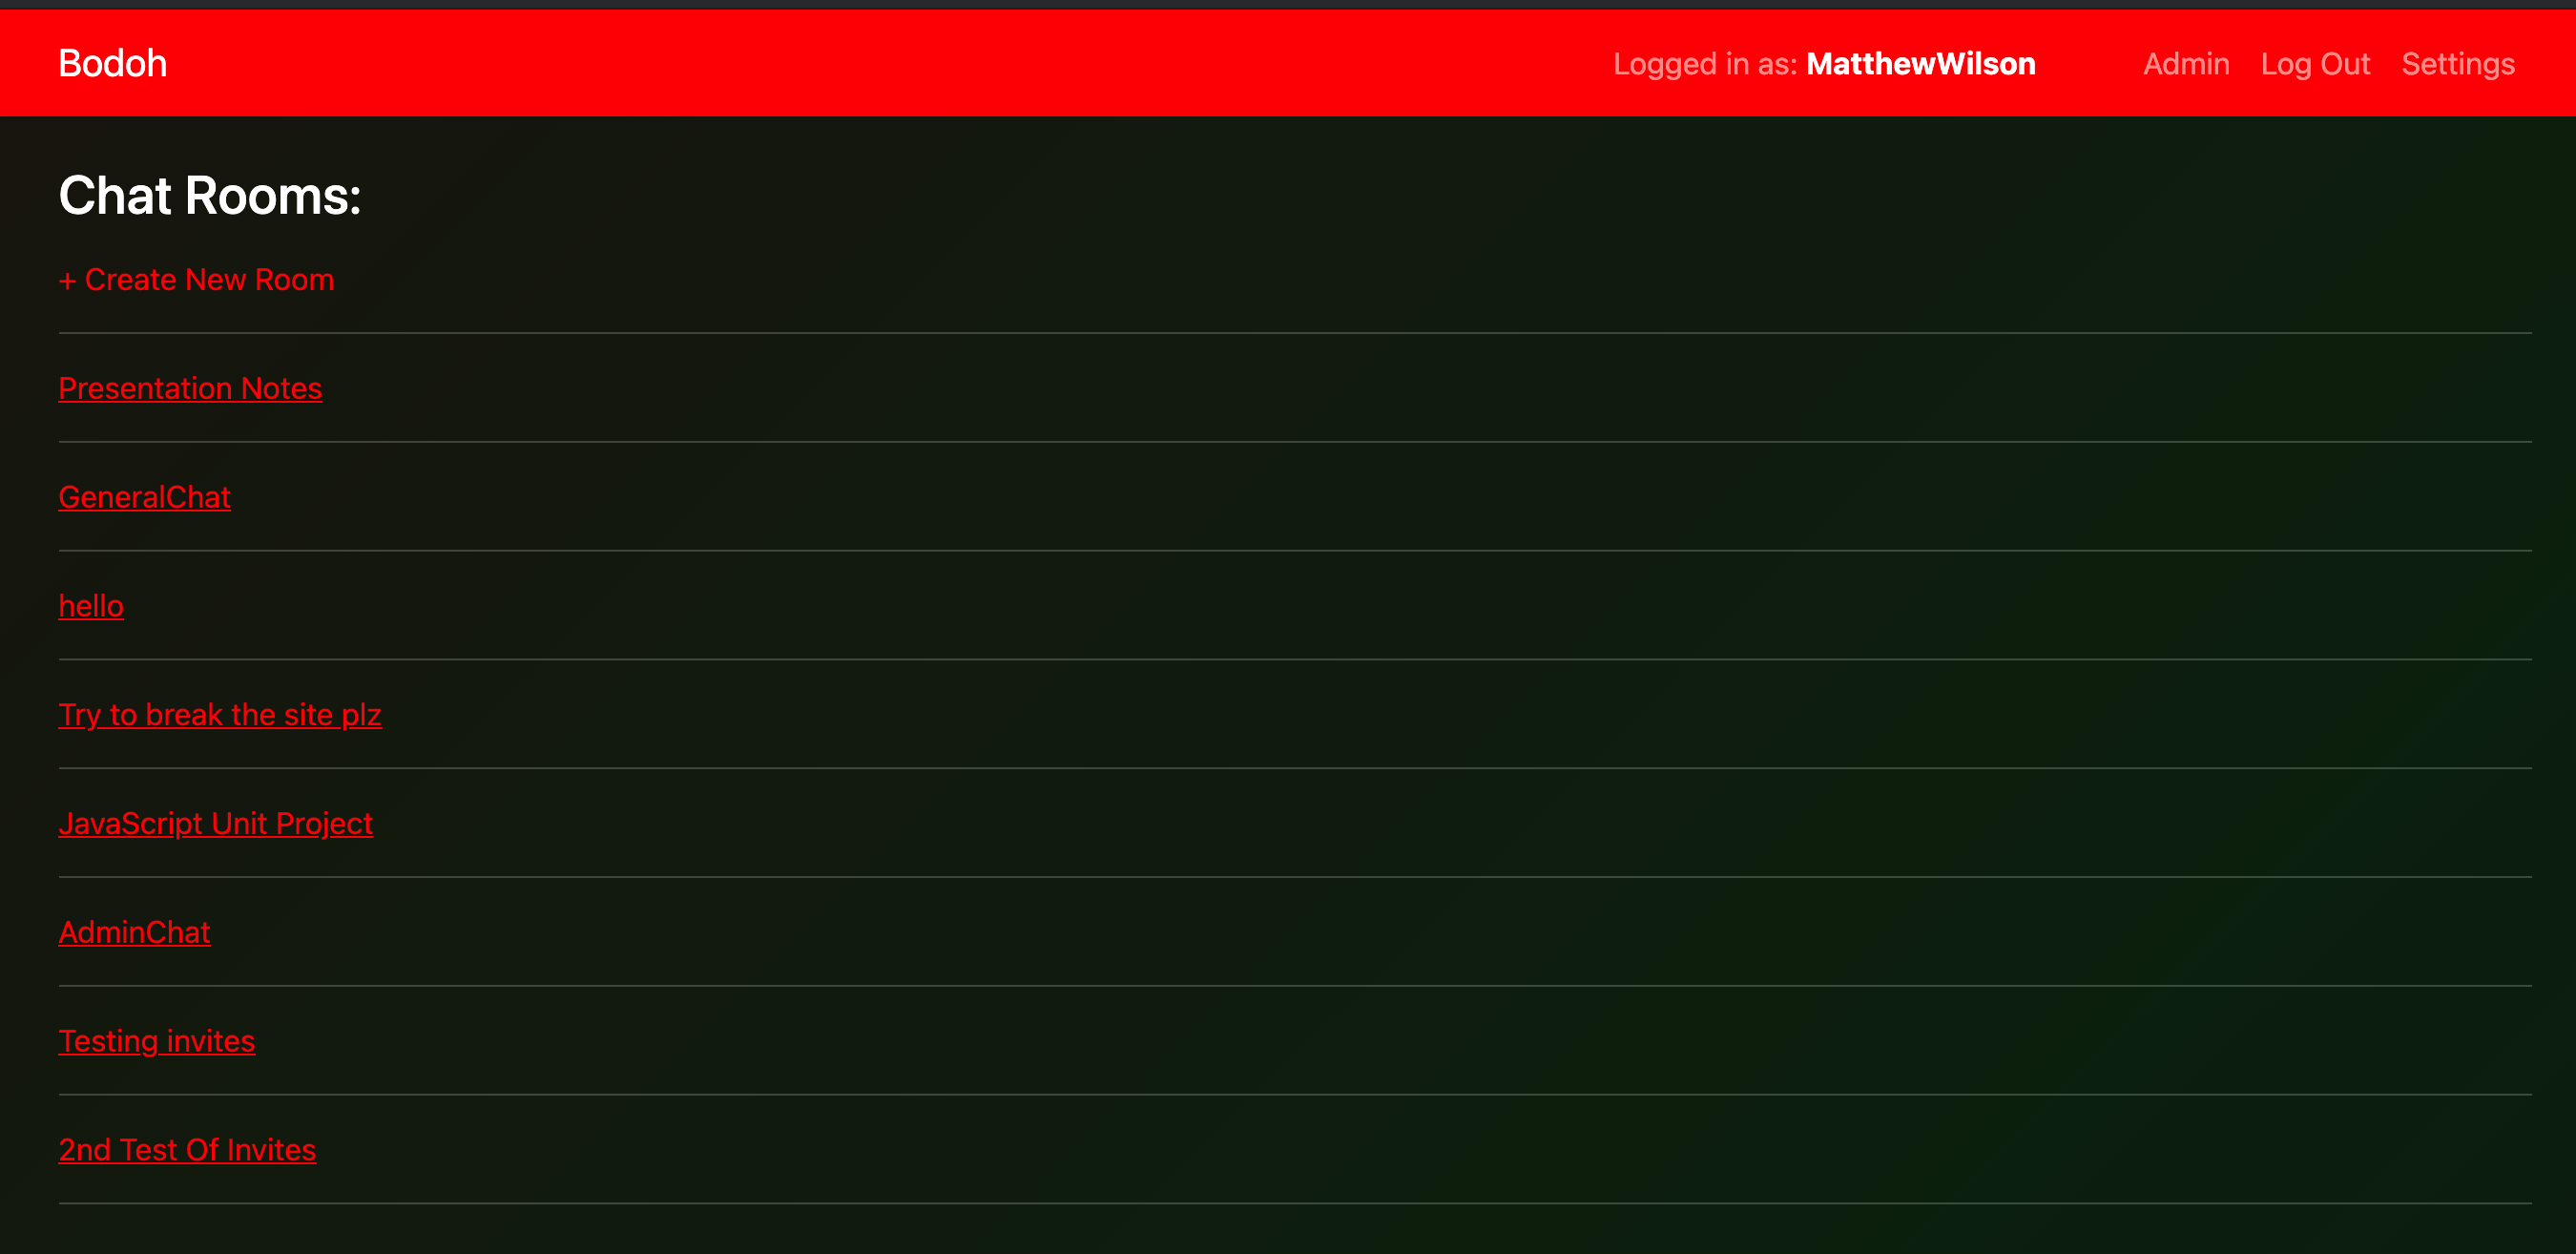 Bodoh
Logged in as: MatthewWilson
Admin
Log Out
Settings
Chat Rooms:
+ Create New Room
Presentation Notes
GeneralChat
hello
Try to break the site plz
JavaScript Unit Project
AdminChat
Testing invites
2nd Test Of Invites